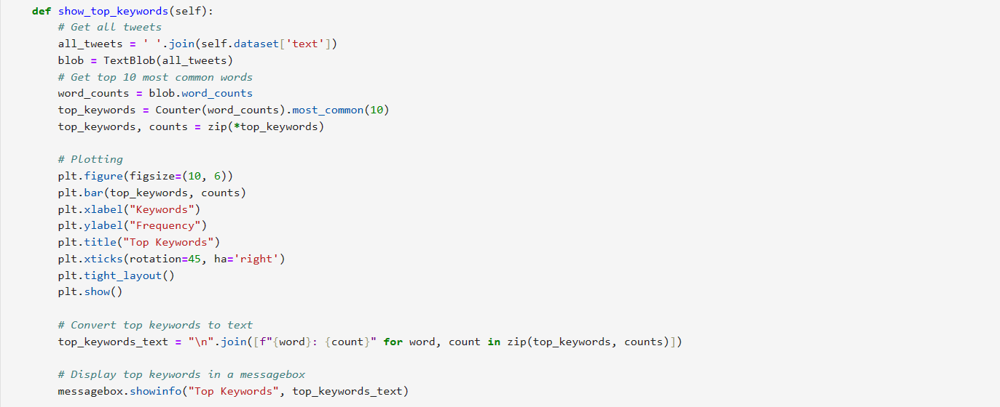 def show_top_keywords(self):
# Get all tweets
all_tweets = ' '.join(self.dataset['text'])
blob = TextBlob(all_tweets)
# Get top 10 most common words
word_counts = blob.word_counts
top_keywords = Counter(word_counts).most_common(10)
top_keywords, counts = zip(*top_keywords)
# Plotting
plt.figure(figsize=(10, 6))
plt.bar(top_keywords, counts)
plt.xlabel("Keywords")
plt.ylabel("Frequency")
plt.title("Top Keywords")
plt.xticks(rotation=45, ha='right')
plt.tight_layout()
plt.show()
# Convert top keywords to text
top_keywords_text = "\n".join([f"{word}: {count}" for word, count in zip(top_keywords, counts)])
# Display top keywords in a messagebox
messagebox.showinfo("Top Keywords", top_keywords_text)